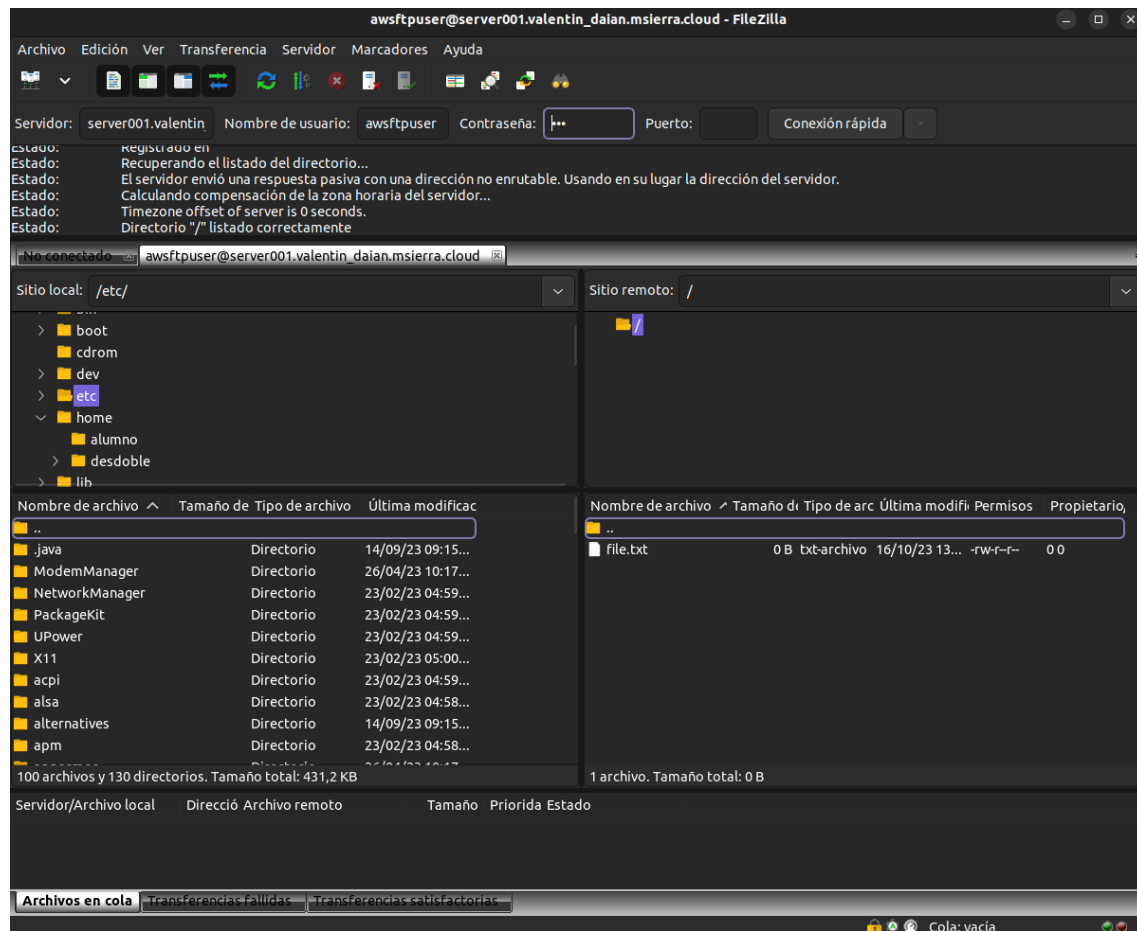 awsftpuser@server001.valentin_daian.msierra.cloud - FileZilla
Archivo Edición Ver Transferencia Servidor Marcadores Ayuda
Servidor: server001.valentin Nombre de usuario: awsftpuser Contraseña: ••• Puerto: Conexión rápida
Estado: Registrado en
Estado: Recuperando el listado del directorio...
Estado: El servidor envió una respuesta pasiva con una dirección no enrutable. Usando en su lugar la dirección del servidor.
Estado: Calculando compensación de la zona horaria del servidor...
Estado: Timezone offset of server is 0 seconds.
Estado: Directorio "/" listado correctamente
No conectado awsftpuser@server001.valentin_daian.msierra.cloud
Sitio local: /etc/
boot
cdrom
dev
etc
home
alumno
desdoble
lib
Sitio remoto: /
/
Nombre de archivo Tamaño de Tipo de archivo Última modificac
..
.java Directorio 14/09/23 09:15...
ModemManager Directorio 26/04/23 10:17...
NetworkManager Directorio 23/02/23 04:59...
PackageKit Directorio 23/02/23 04:59...
UPower Directorio 23/02/23 04:59...
X11 Directorio 23/02/23 05:00...
acpi Directorio 23/02/23 04:59...
alsa Directorio 23/02/23 04:58...
alternatives Directorio 14/09/23 09:15...
apm Directorio 23/02/23 04:58...
100 archivos y 130 directorios. Tamaño total: 431,2 KB
Nombre de archivo Tamaño de Tipo de arc Última modifi Permisos Propietario/
..
file.txt 0 B txt-archivo 16/10/23 13... -rw-r--r-- 0 0
1 archivo. Tamaño total: 0 B
Servidor/Archivo local Direcció Archivo remoto Tamaño Priorida Estado
Archivos en cola Transferencias fallidas Transferencias satisfactorias
Cola: vacía